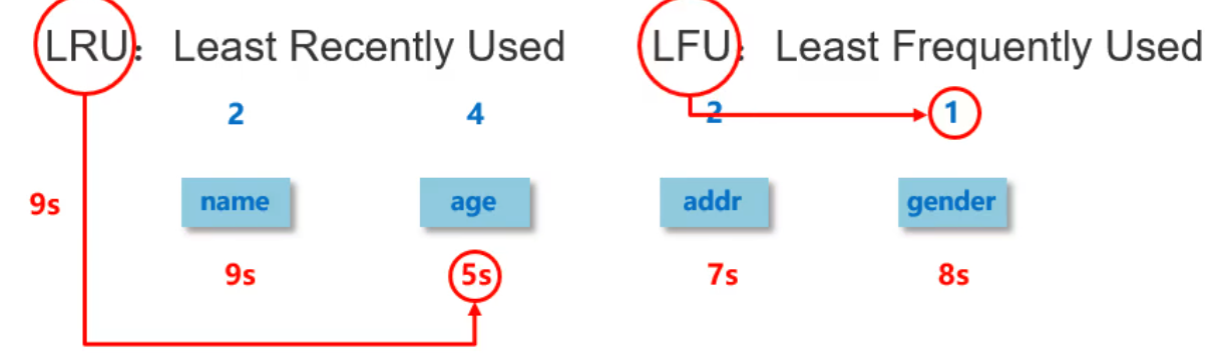 LRU： Least Recently Used LFU： Least Frequently Used
2 4 2 1
9s name age addr gender
9s 5s 7s 8s